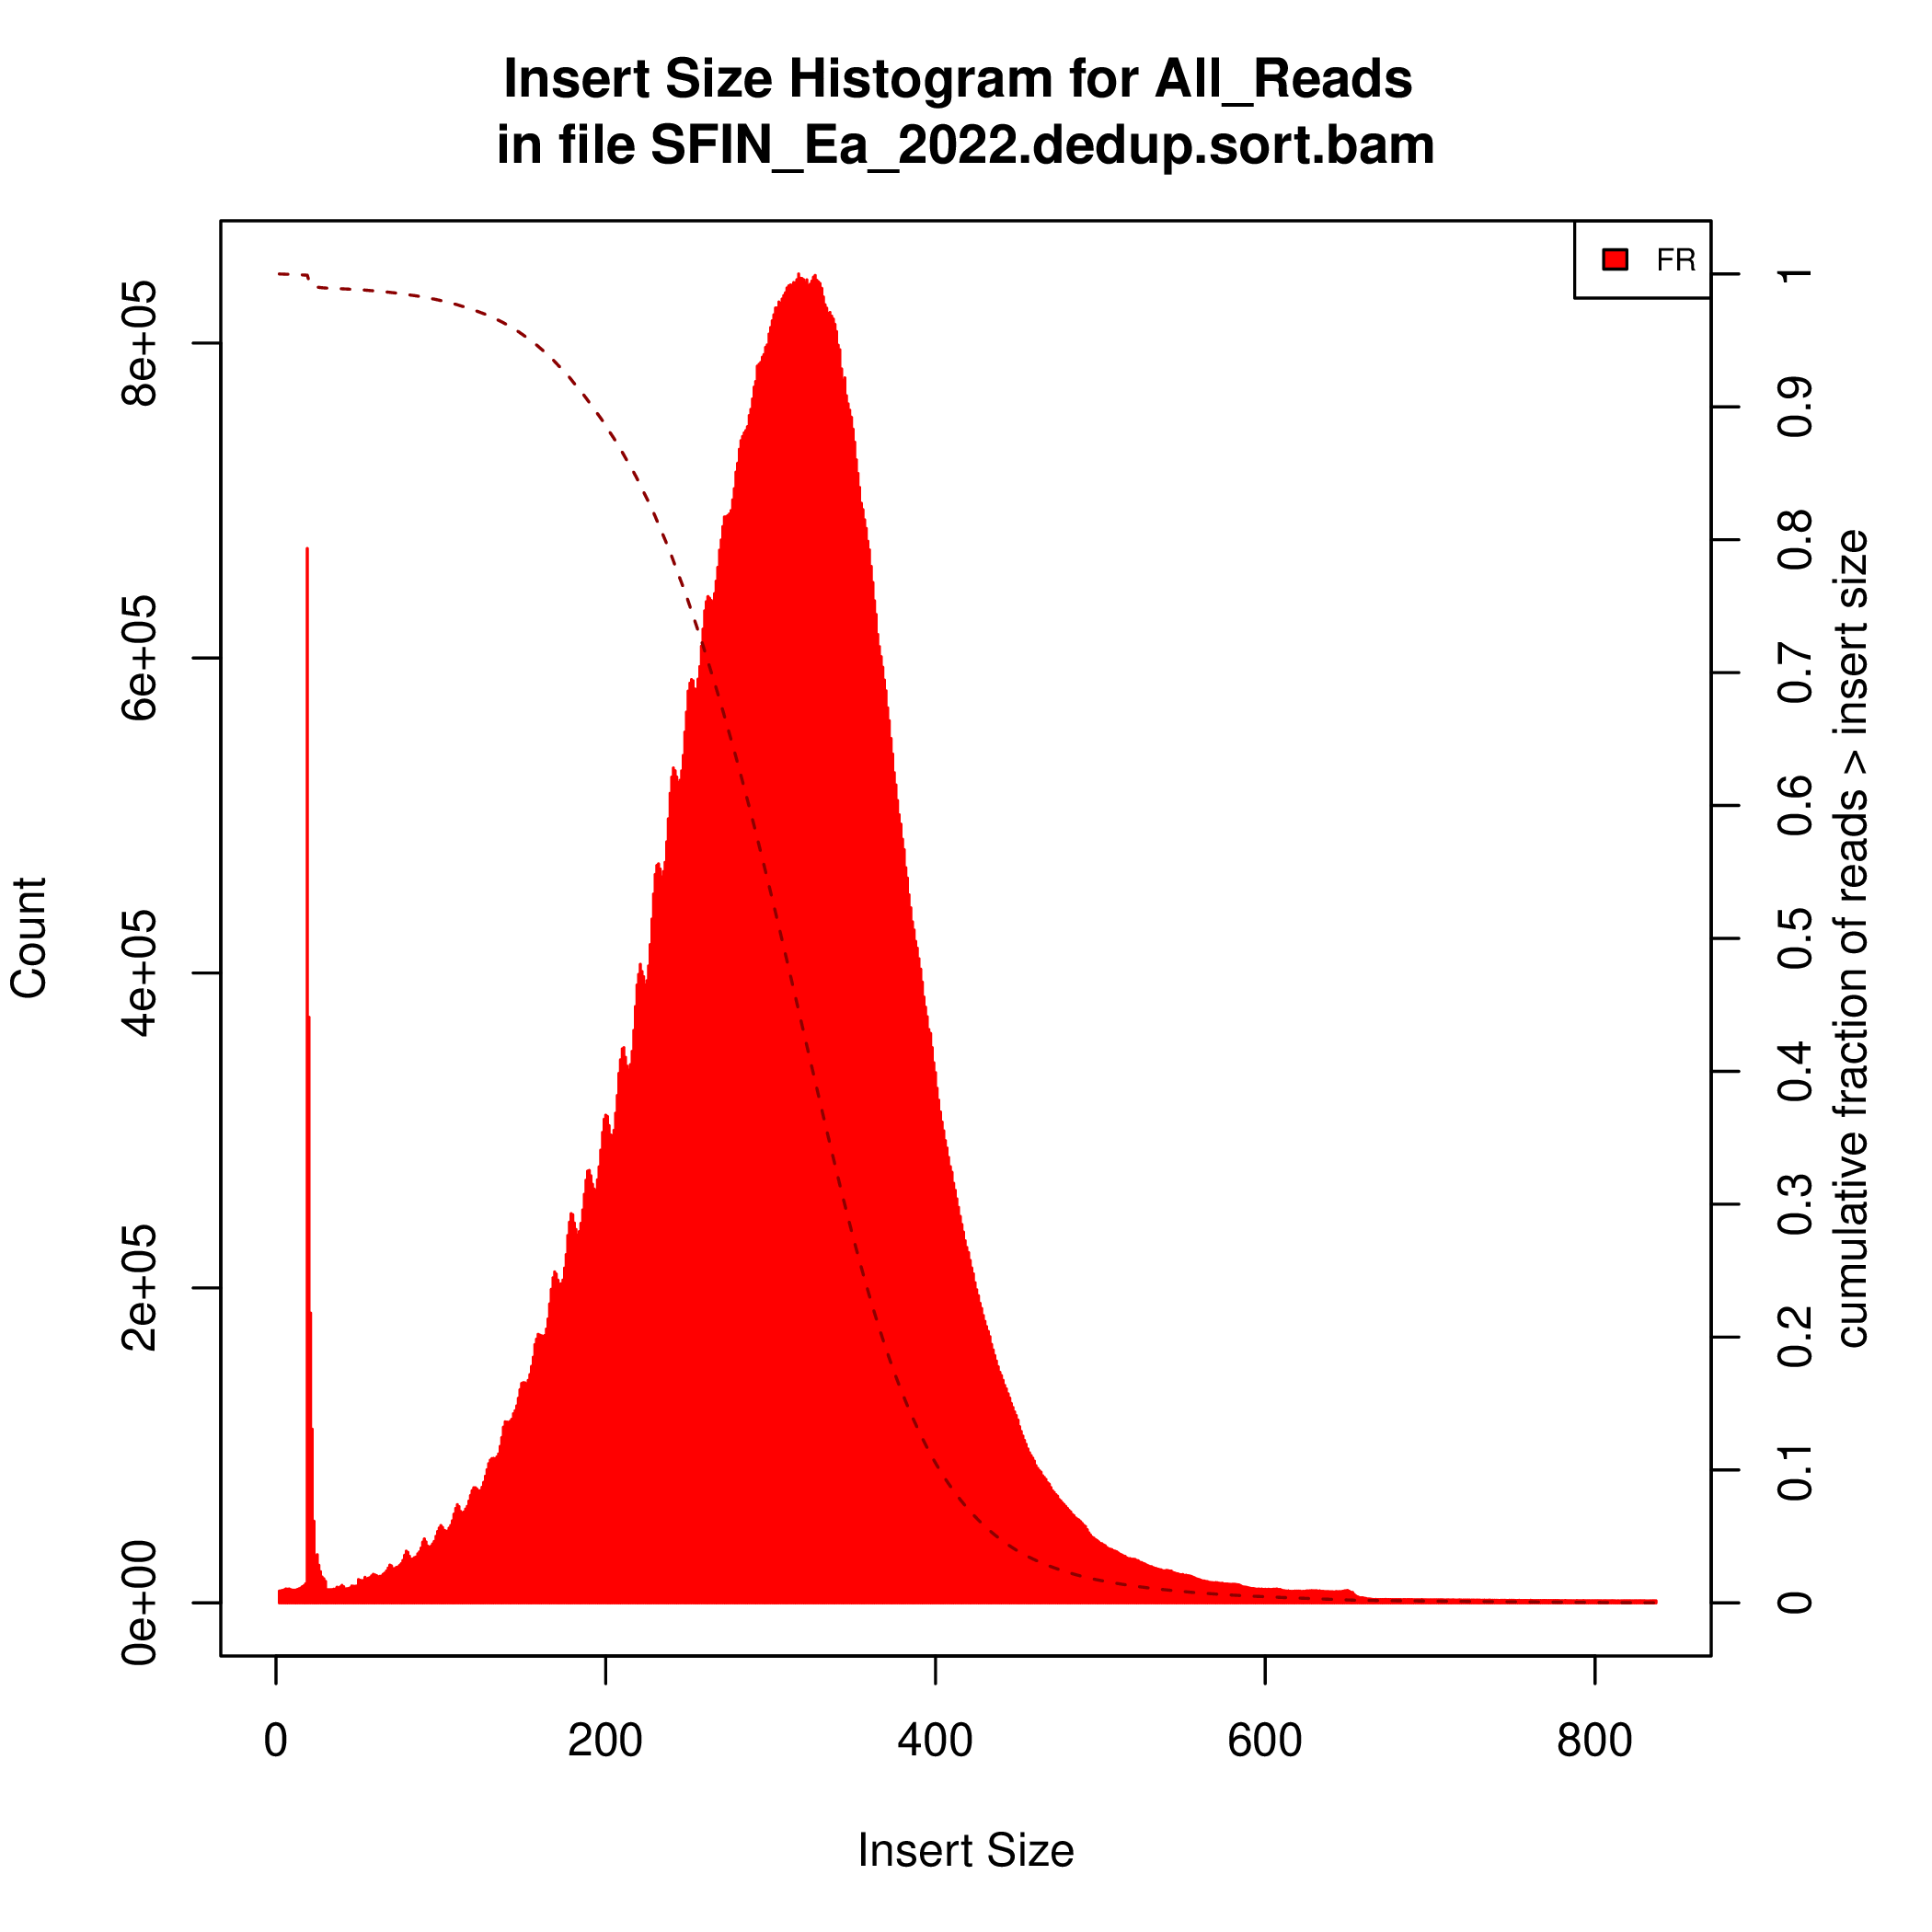 Insert Size Histogram for All_Reads
in file SFIN_Ea_2022.dedup.sort.bam
FR
Count
0e+00
2e+05
4e+05
6e+05
8e+05
0
0.1
0.2
0.3
0.4
0.5
0.6
0.7
0.8
0.9
1
cumulative fraction of reads > insert size
0
200
400
600
800
Insert Size